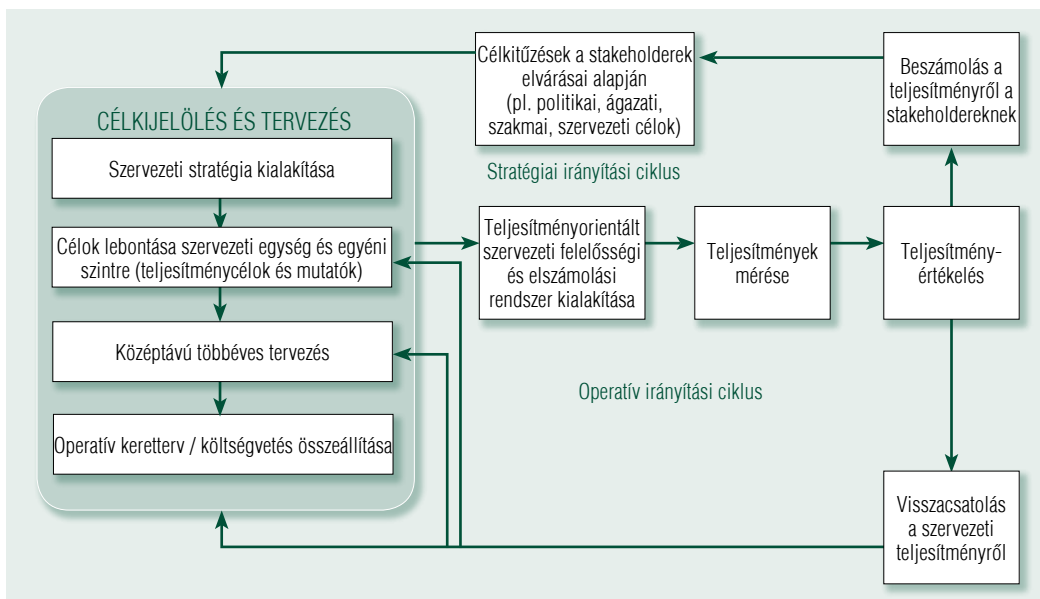 Célkitűzések a stakeholderek
elvárásai alapján
(pl. politikai, ágazati,
szakmai, szervezeti célok)
Beszámolás a
teljesítményről a
stakeholdereknek
CÉLKIJELÖLÉS ÉS TERVEZÉS
Szervezeti stratégia kialakítása
Stratégiai irányítási ciklus
Célok lebontása szervezeti egység és egyéni
szintre (teljesítménycélok és mutatók)
Teljesítményorientált
szervezeti felelősségi
és elszámolási
rendszer kialakítása
Teljesítmények
mérése
Teljesítmény-
értékelés
Középtávú többéves tervezés
Operatív irányítási ciklus
Operatív keretterv / költségvetés összeállítása
Visszacsatolás
a szervezeti
teljesítményről